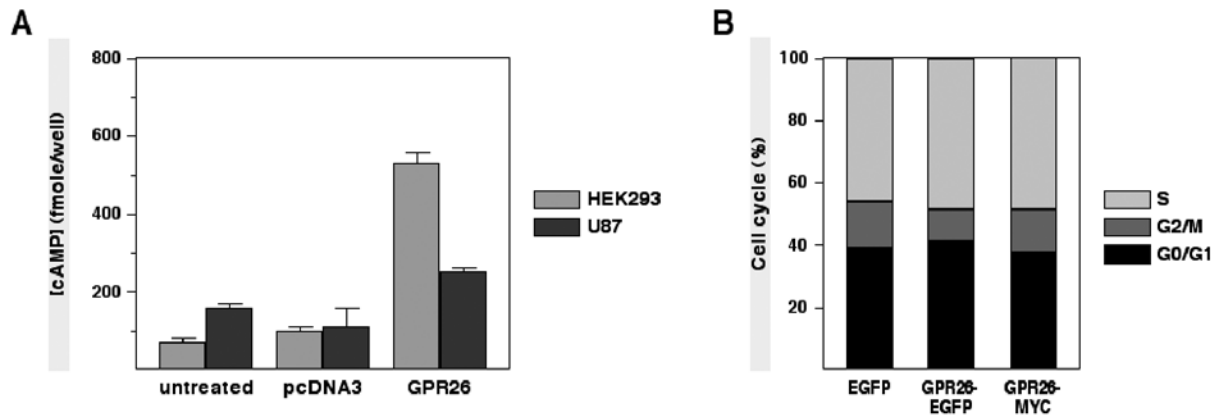 A
[cAMP] (fmole/well)
800
600
400
200
untreated
pcDNA3
GPR26
HEK293
U87
B
Cell cycle (%)
100
80
60
40
20
EGFP
GPR26-
EGFP
GPR26-
MYC
S
G2/M
G0/G1